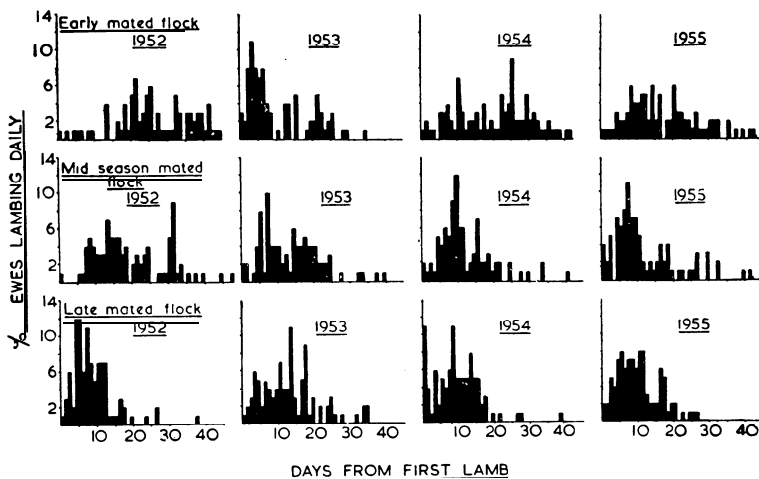 Early mated flock
1952
1953
1954
1955
14
10
6
2
Mid season mated
flock
1952
1953
1954
1955
14
10
6
2
Late mated flock
1952
1953
1954
1955
14
10
6
2
10 20 30 40
10 20 30 40
10 20 30 40
10 20 30 40
% EWES LAMBING DAILY
DAYS FROM FIRST LAMB